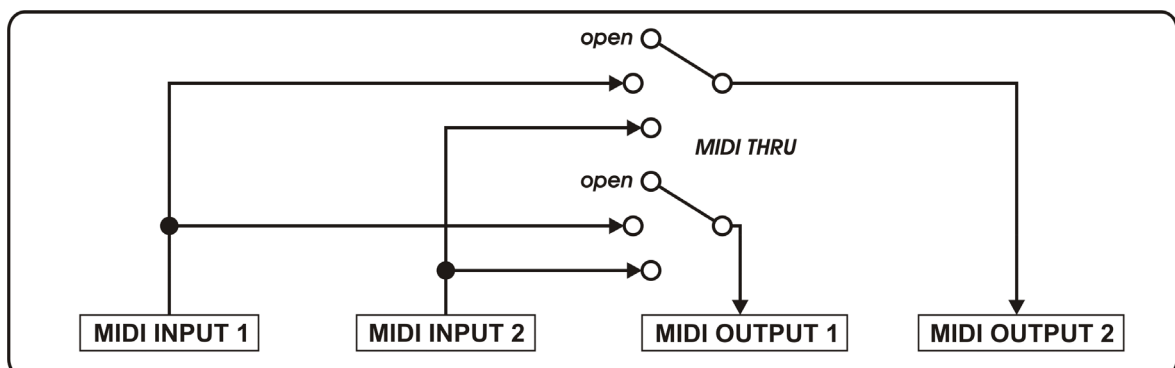 open
MIDI THRU
open
MIDI INPUT 1
MIDI INPUT 2
MIDI OUTPUT 1
MIDI OUTPUT 2